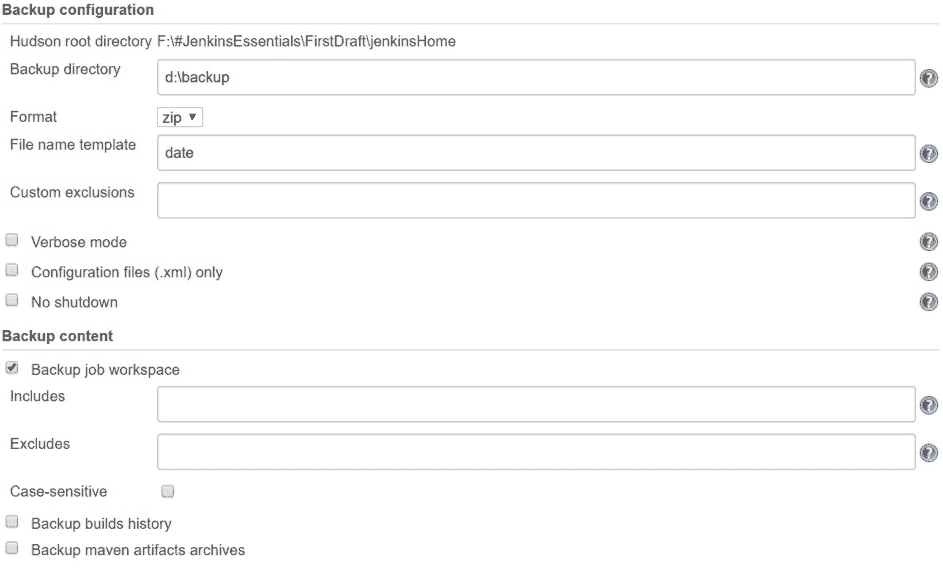 Backup configuration
Hudson root directory F:\#JenkinsEssentials\FirstDraft\jenkinsHome
Backup directory d:\backup
Format zip
File name template date
Custom exclusions
Verbose mode
Configuration files (.xml) only
No shutdown
Backup content
Backup job workspace
Includes
Excludes
Case-sensitive
Backup builds history
Backup maven artifacts archives